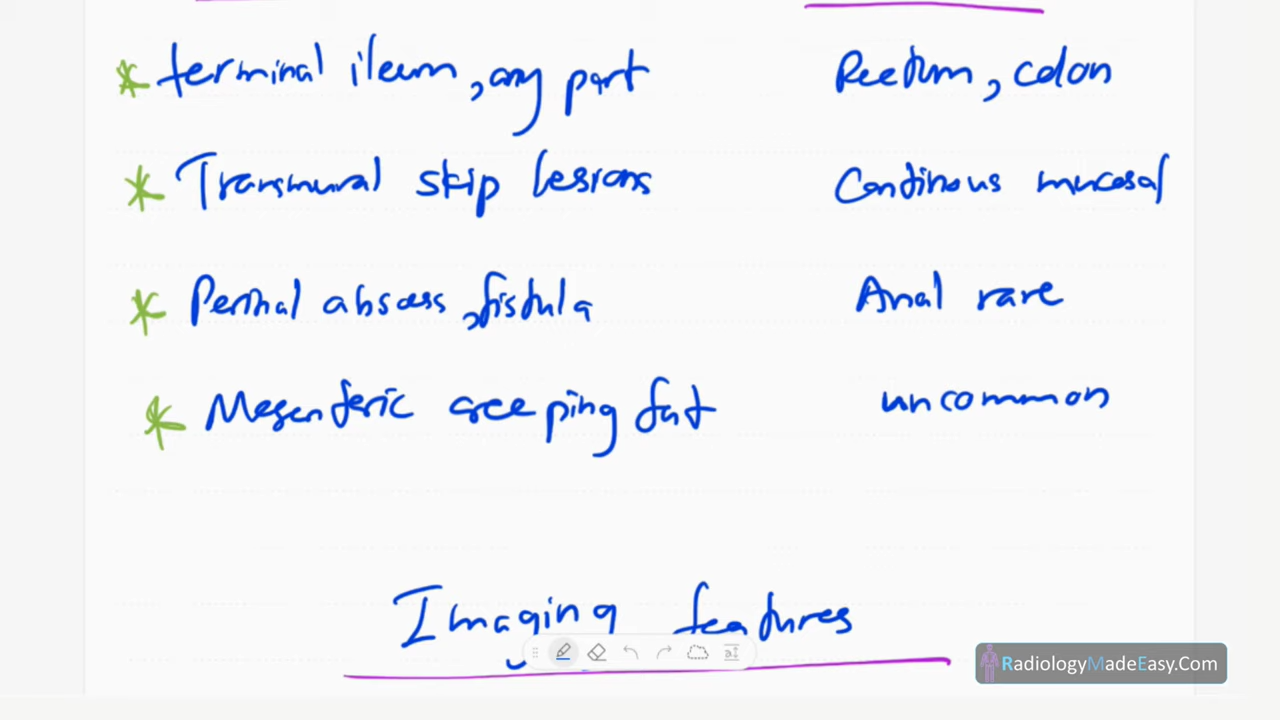 * terminal ileum, any part Rectum, colon
* Transmural skip lesions Continous mucosal
* Perinal abscess, fistula Anal rare
* Mesenteric creeping fat uncommon
Imaging features
RadiologyMadeEasy.Com